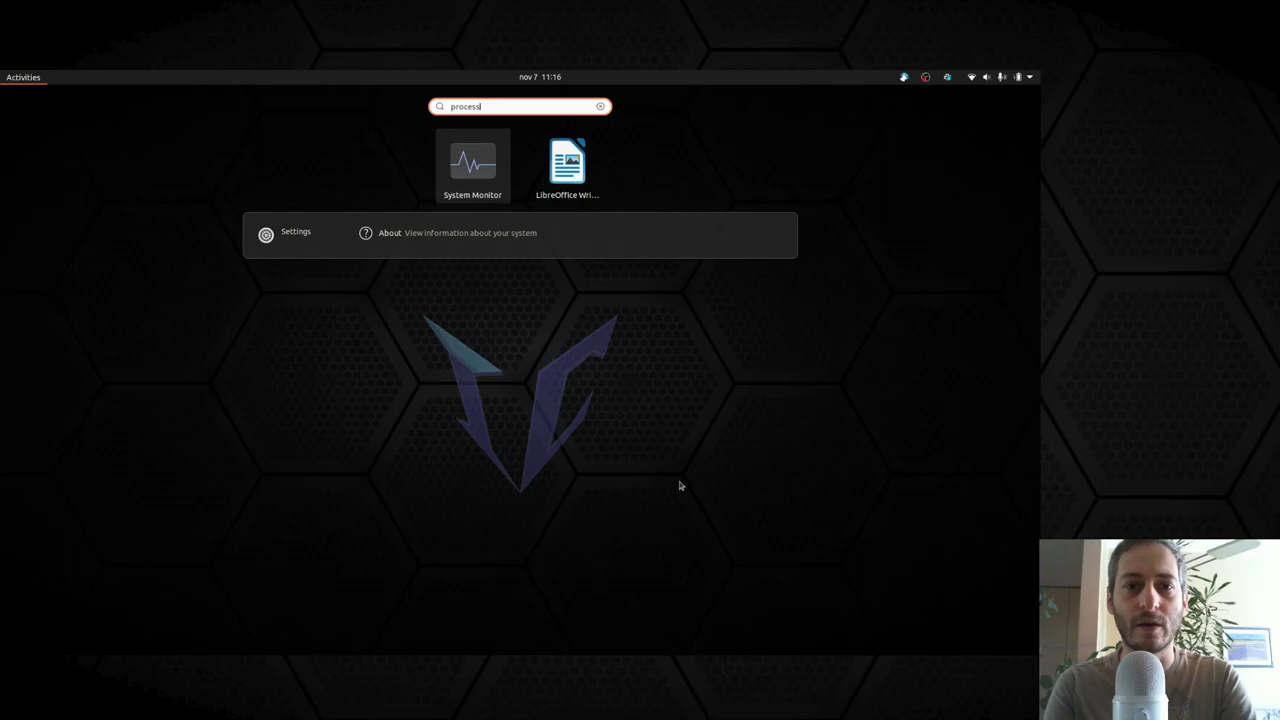 Activities
nov 7 11:16
process
System Monitor
LibreOffice Wri...
Settings
About View information about your system